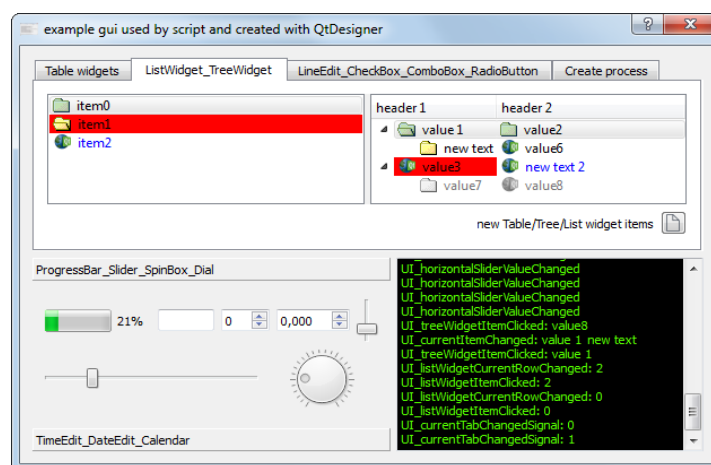 example gui used by script and created with QtDesigner
Table widgets ListWidget_TreeWidget LineEdit_CheckBox_ComboBox_RadioButton Create process
item0
item1
item2
header 1 header 2
value 1 value2
new text value6
value3 new text 2
value7 value8
new Table/Tree/List widget items
ProgressBar_Slider_SpinBox_Dial
21% 0 0,000
TimeEdit_DateEdit_Calendar
UI_horizontalSliderValueChanged
UI_horizontalSliderValueChanged
UI_horizontalSliderValueChanged
UI_horizontalSliderValueChanged
UI_treeWidgetItemClicked: value8
UI_currentItemChanged: value 1 new text
UI_treeWidgetItemClicked: value 1
UI_listWidgetCurrentRowChanged: 2
UI_listWidgetItemClicked: 2
UI_listWidgetCurrentRowChanged: 0
UI_listWidgetItemClicked: 0
UI_currentTabChangedSignal: 0
UI_currentTabChangedSignal: 1